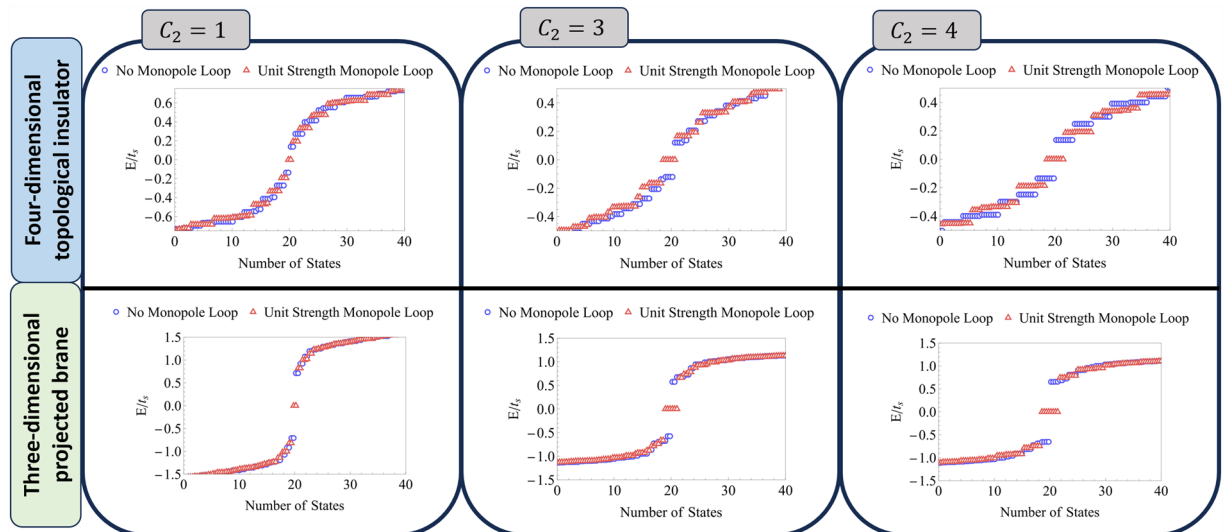 C₂ = 1
C₂ = 3
C₂ = 4
Four-dimensional
topological insulator
No Monopole Loop Unit Strength Monopole Loop
0.6
0.4
0.2
0.0
−0.2
−0.4
−0.6
E/tₛ
0 10 20 30 40
Number of States
No Monopole Loop Unit Strength Monopole Loop
0.4
0.2
0.0
−0.2
−0.4
E/tₛ
0 10 20 30 40
Number of States
No Monopole Loop Unit Strength Monopole Loop
0.4
0.2
0.0
−0.2
−0.4
E/tₛ
0 10 20 30 40
Number of States
Three-dimensional
projected brane
No Monopole Loop Unit Strength Monopole Loop
1.5
1.0
0.5
0.0
−0.5
−1.0
−1.5
E/tₛ
0 10 20 30 40
Number of States
No Monopole Loop Unit Strength Monopole Loop
1.5
1.0
0.5
0.0
−0.5
−1.0
−1.5
E/tₛ
0 10 20 30 40
Number of States
No Monopole Loop Unit Strength Monopole Loop
1.5
1.0
0.5
0.0
−0.5
−1.0
−1.5
E/tₛ
0 10 20 30 40
Number of States